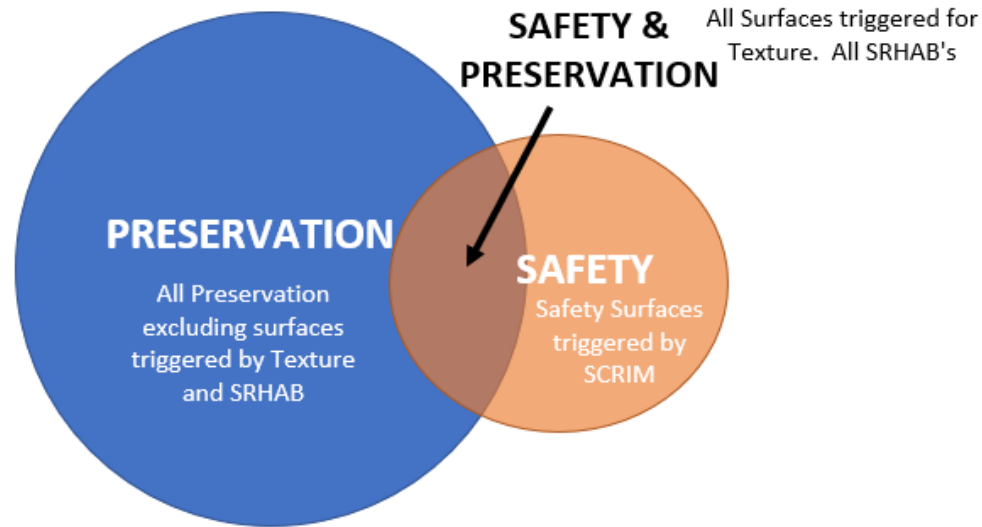 SAFETY &
PRESERVATION
All Surfaces triggered for
Texture.  All SRHAB's
PRESERVATION
All Preservation
excluding surfaces
triggered by Texture
and SRHAB
SAFETY
Safety Surfaces
triggered by
SCRIM